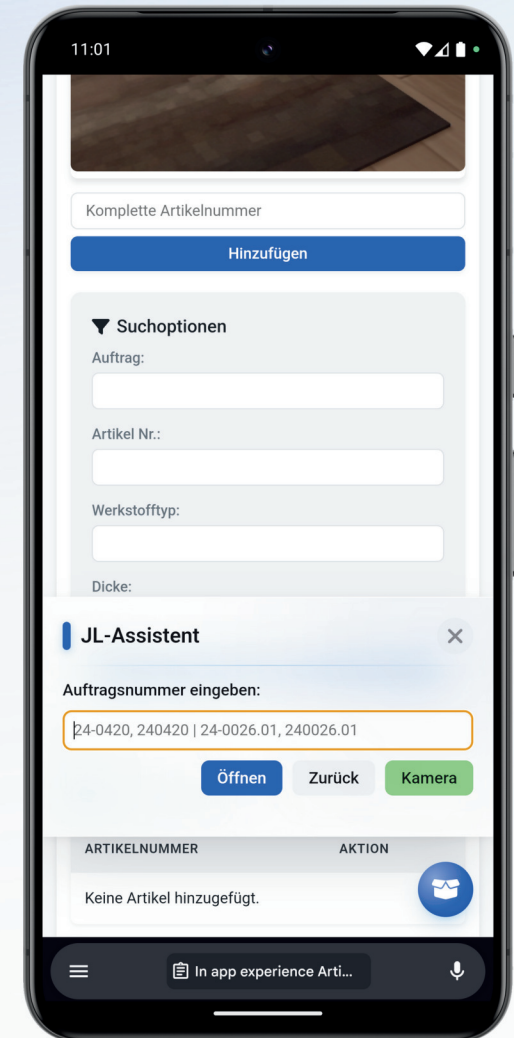 11:01
Komplette Artikelnummer
Hinzufügen
Suchoptionen
Auftrag:
Artikel Nr.:
Werkstofftyp:
Dicke:
JL-Assistent
Auftragsnummer eingeben:
24-0420, 240420 | 24-0026.01, 240026.01
Öffnen Zurück Kamera
ARTIKELNUMMER AKTION
Keine Artikel hinzugefügt.
In app experience Arti...